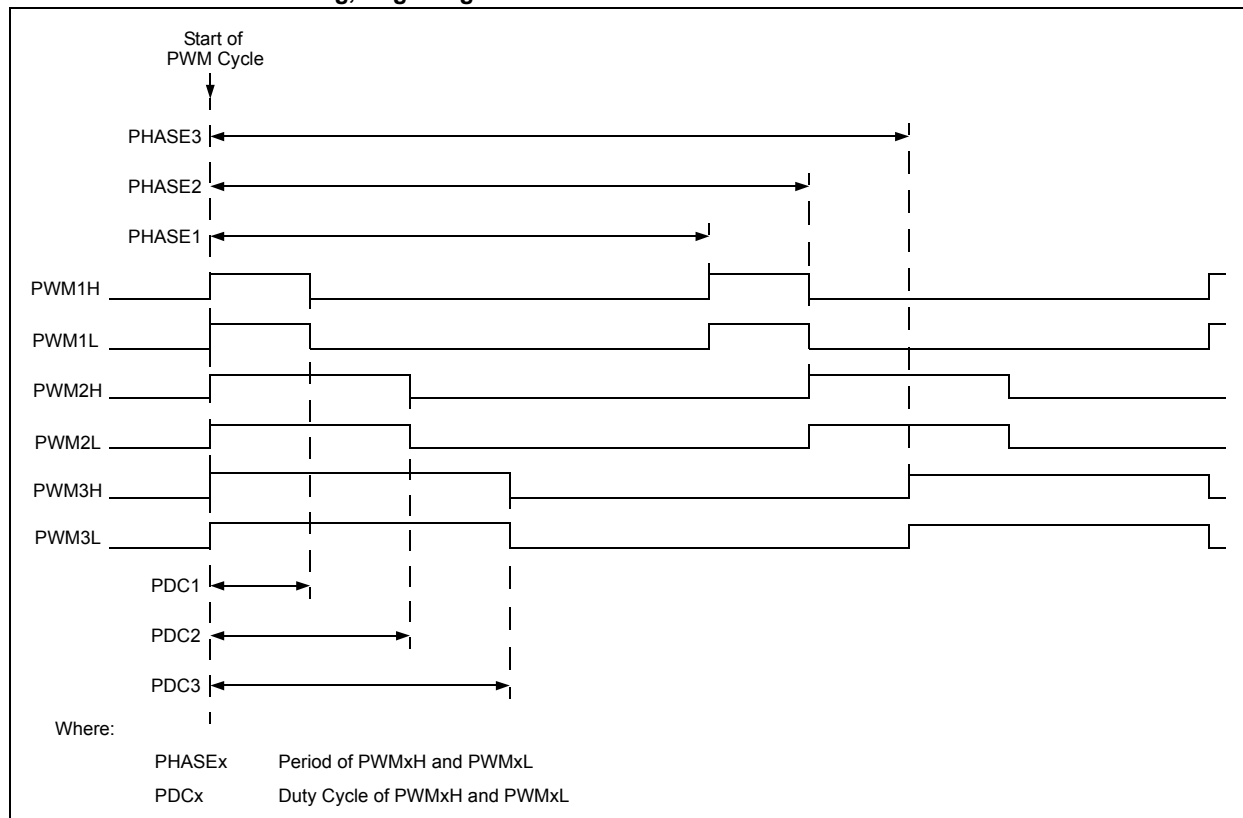 Start of
PWM Cycle
PHASE3
PHASE2
PHASE1
PWM1H
PWM1L
PWM2H
PWM2L
PWM3H
PWM3L
PDC1
PDC2
PDC3
Where:
PHASEx Period of PWMxH and PWMxL
PDCx Duty Cycle of PWMxH and PWMxL